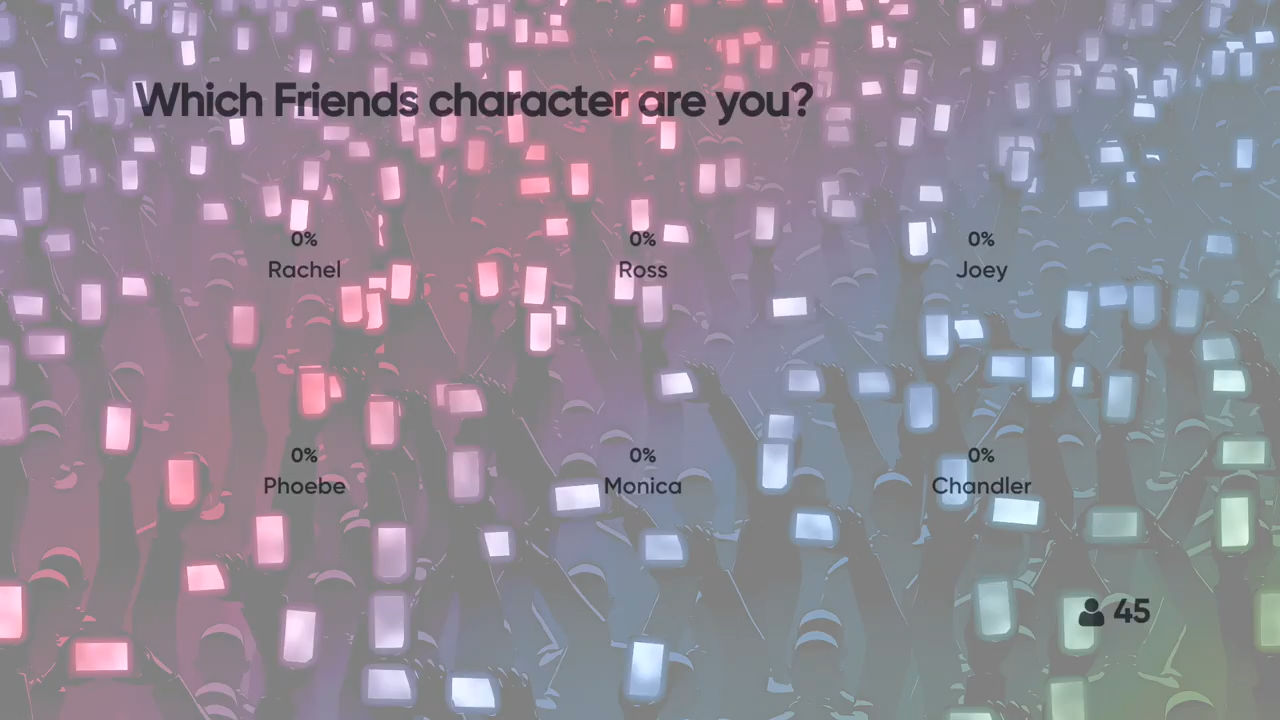 Which Friends character are you?
0%
Rachel
0%
Ross
0%
Joey
0%
Phoebe
0%
Monica
0%
Chandler
45